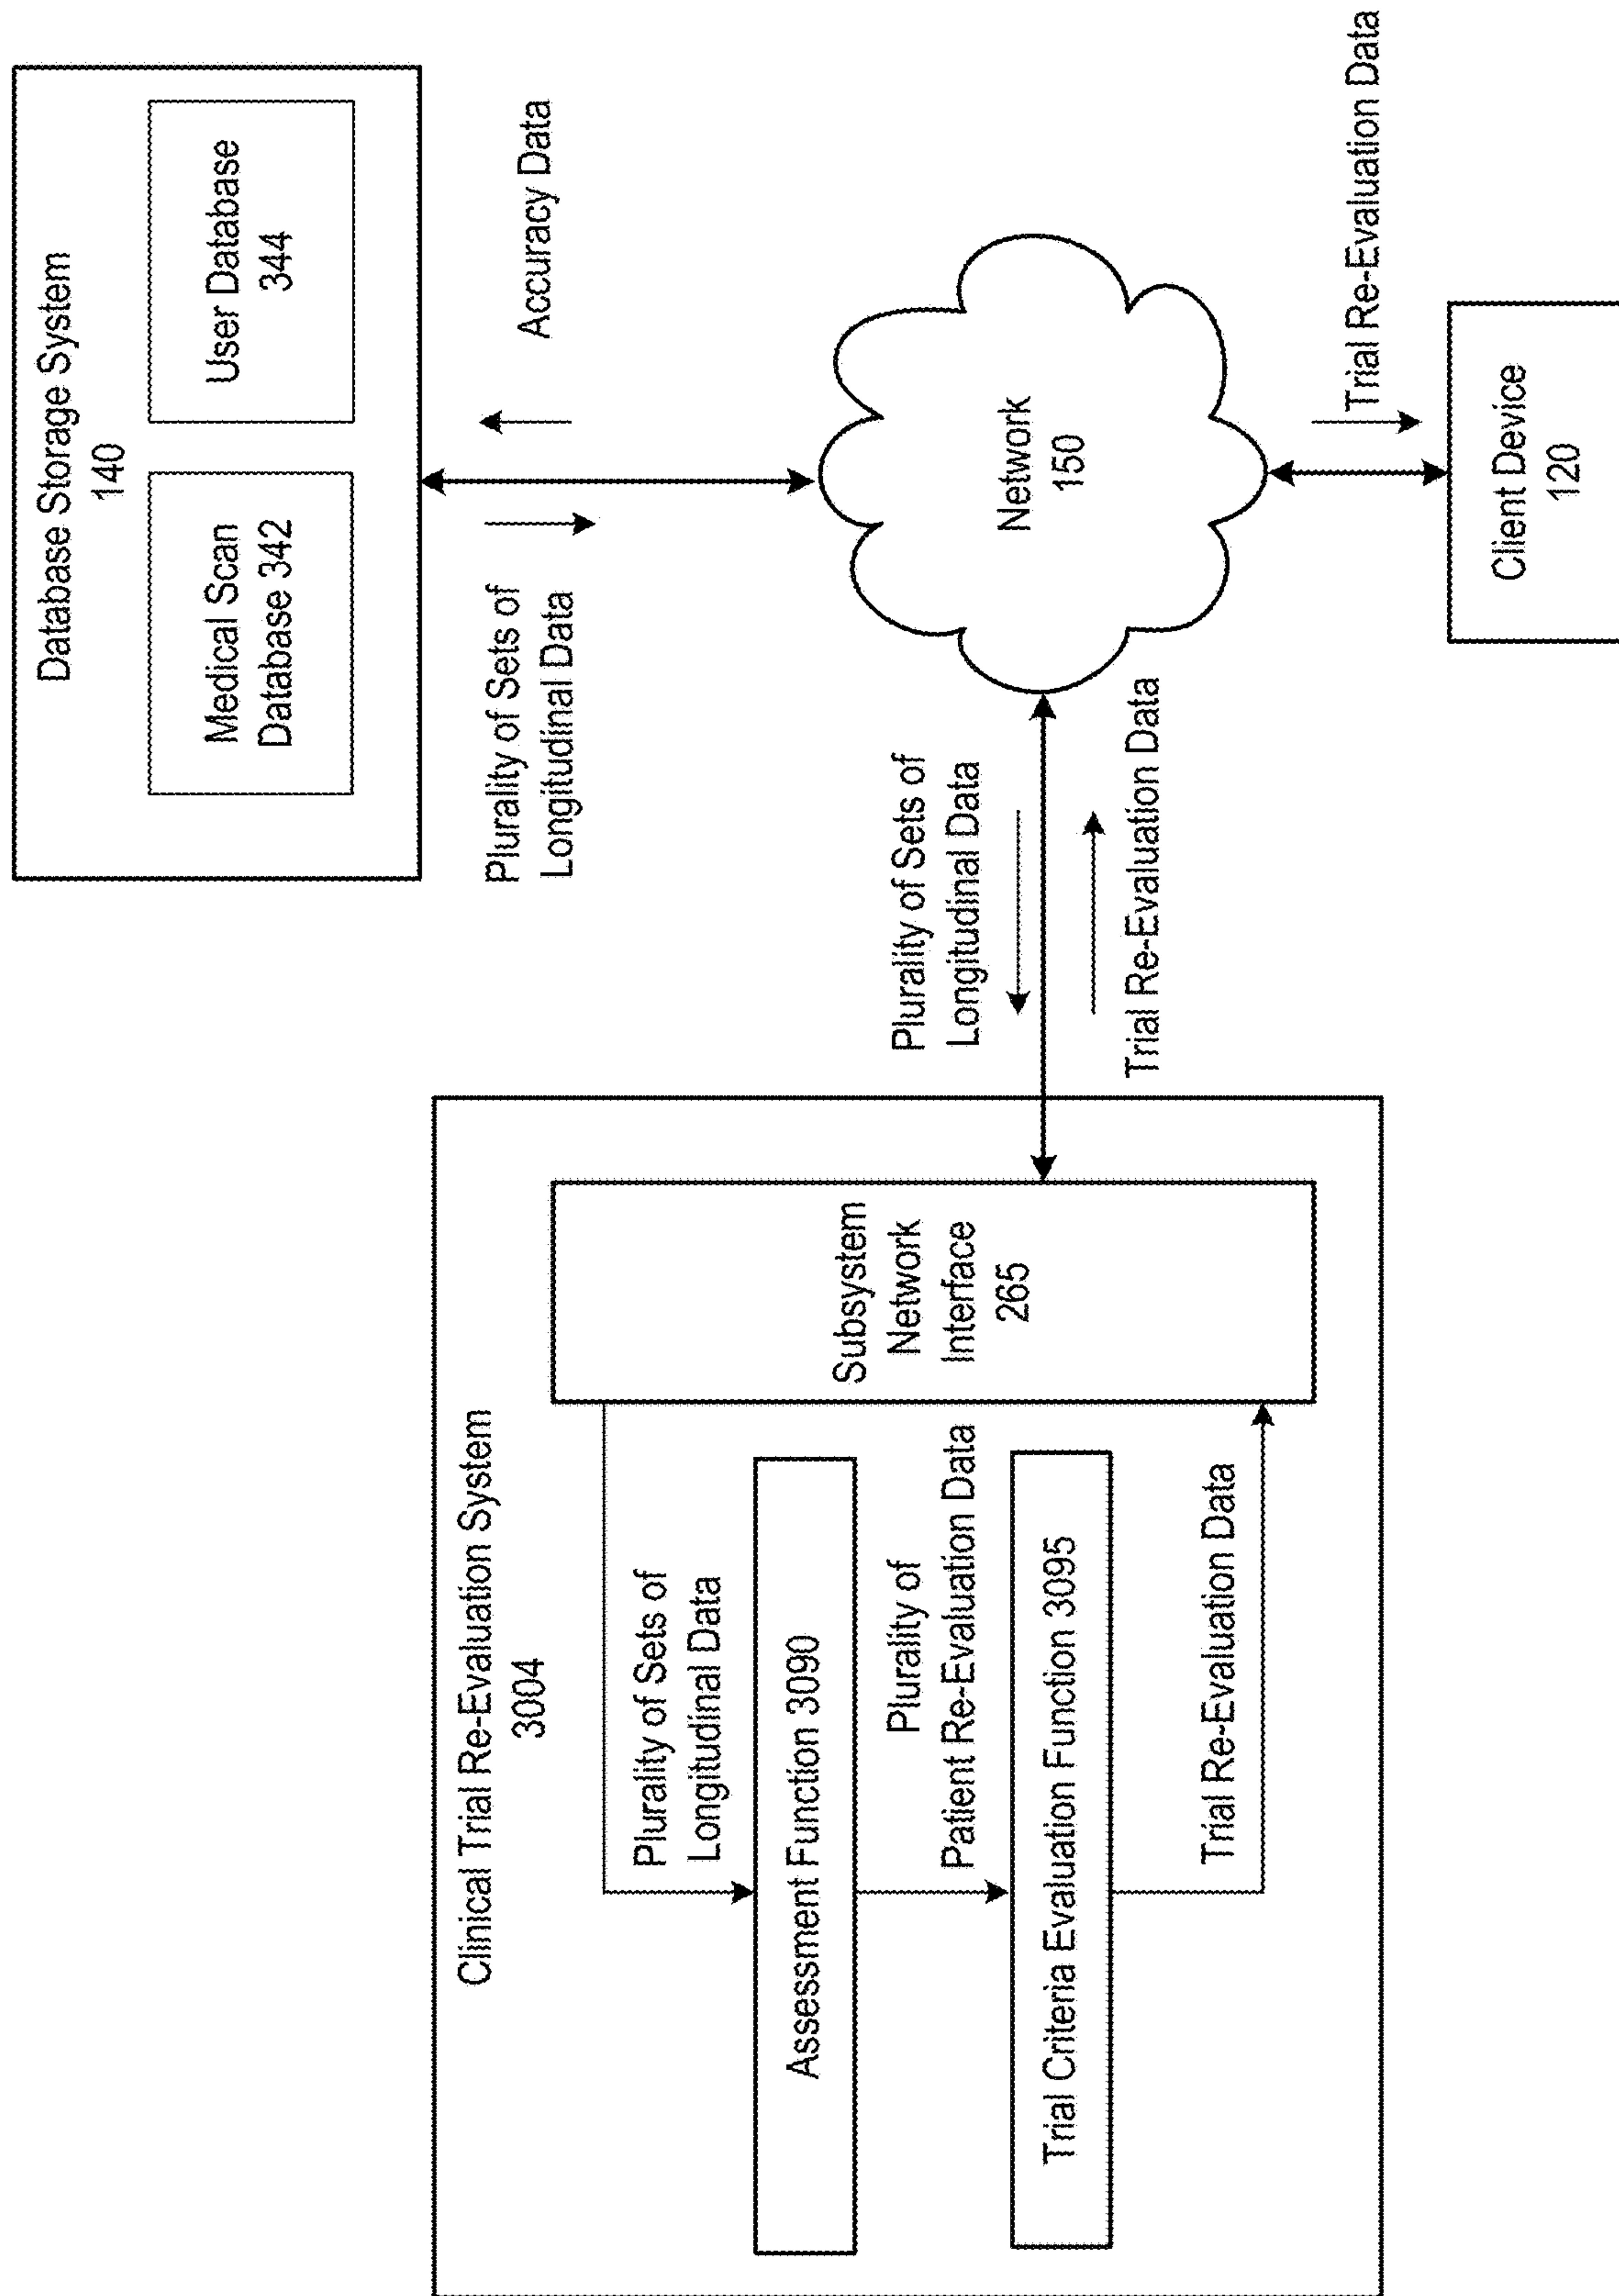 Clinical Trial Re-Evaluation System
3004
Plurality of Sets of
Longitudinal Data
Assessment Function 3090
Plurality of
Patient Re-Evaluation Data
Trial Criteria Evaluation Function 3095
Trial Re-Evaluation Data
Subsystem
Network
Interface
265
Plurality of Sets of
Longitudinal Data
Trial Re-Evaluation Data
Database Storage System
140
Medical Scan
Database 342
User Database
344
Plurality of Sets of
Longitudinal Data
Accuracy Data
Network
150
Trial Re-Evaluation Data
Client Device
120